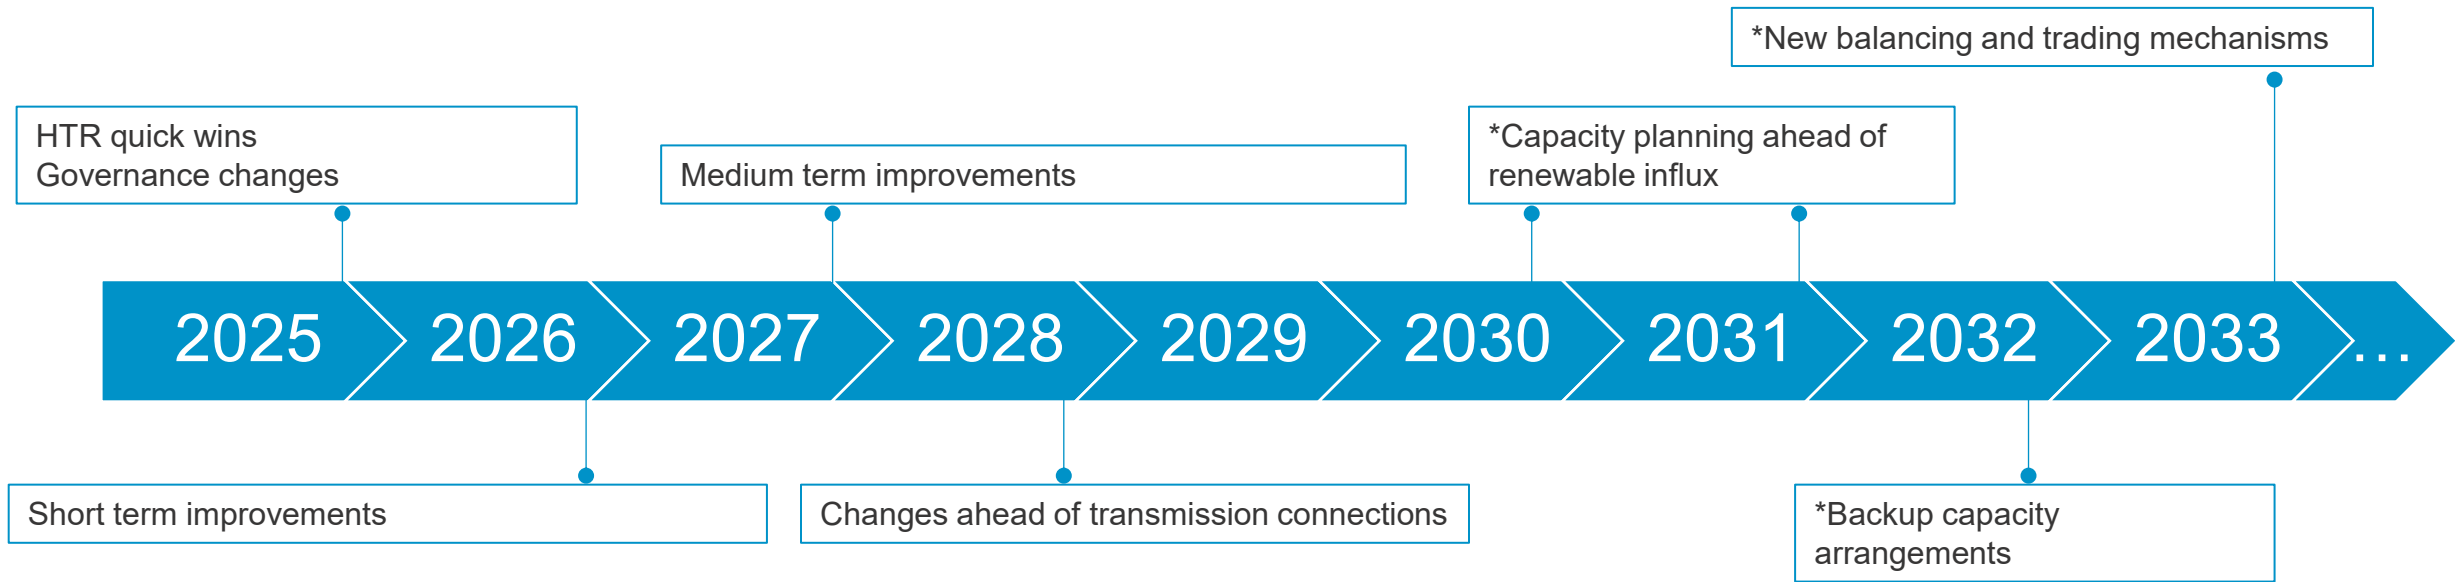 *New balancing and trading mechanisms
HTR quick wins
Governance changes
Medium term improvements
*Capacity planning ahead of
renewable influx
2025 2026 2027 2028 2029 2030 2031 2032 2033 ...
Short term improvements
Changes ahead of transmission connections
*Backup capacity
arrangements